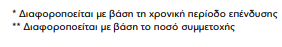 * Διαφοροποιείται με βάση τη χρονική περίοδο επένδυσης
** Διαφοροποιείται με βάση το ποσό συμμετοχής